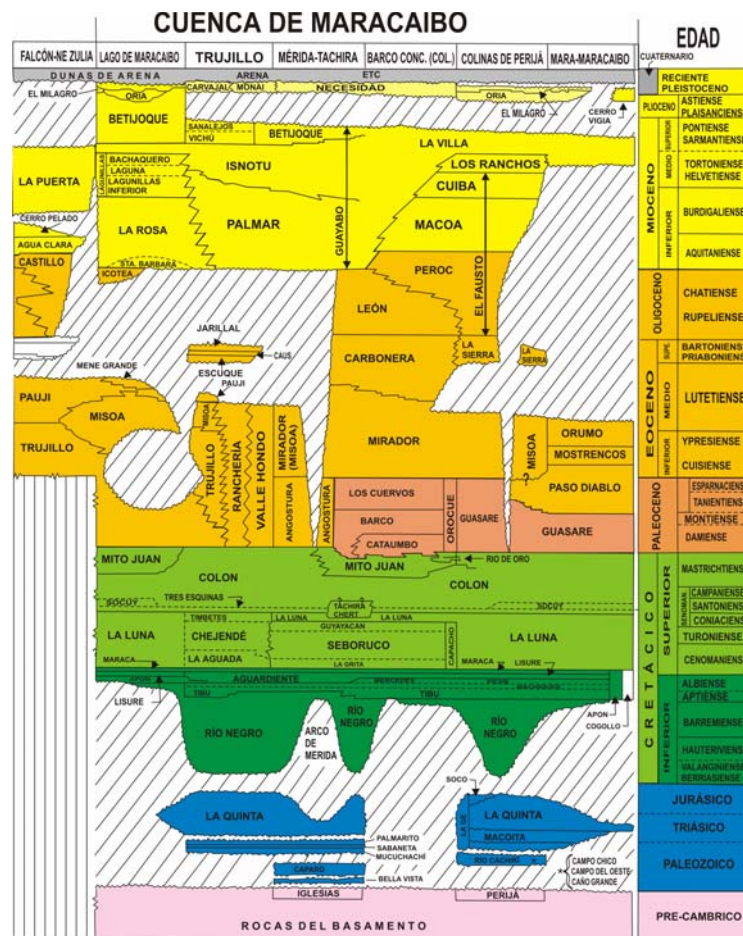 CUENCA DE MARACAIBO
EDAD
FALCÓN-NE ZULIA
LAGO DE MARACAIBO
TRUJILLO
MÉRIDA-TACHIRA
BARCO CONC. (COL.)
COLINAS DE PERIJÁ
MARA-MARACAIBO
CUATERNARIO
DUNAS DE ARENA
ARENA
ETC
RECIENTE
PLEISTOCENO
EL MILAGRO
ORIA
CARVAJAL
MONAI
NECESIDAD
ORIA
EL MILAGRO
CERRO
VIGIA
PLIOCENO
ASTIENSE
PLAISANCIENSE
BETIJOQUE
SANALEJOS
VICHÚ
BETIJOQUE
LA VILLA
PONTIENSE
SARMANTIENSE
SUPERIOR
LA PUERTA
LAGUNILLAS
BACHAQUERO
LAGUNA
LAGUNILLAS
INFERIOR
ISNOTU
LOS RANCHOS
CUIBA
MEDIO
TORTONIENSE
HELVETIENSE
MIOCENO
CERRO PELADO
AGUA CLARA
LA ROSA
PALMAR
GUAYABO
MACOA
INFERIOR
BURDIGALIENSE
AQUITANIENSE
CASTILLO
STA. BARBARA
ICOTEA
PEROC
EL FAUSTO
LEÓN
OLIGOCENO
CHATIENSE
RUPELIENSE
JARILLAL
CAUS
ESCUQUE
PAUJI
CARBONERA
LA
SIERRA
LA
SIERRA
SUPE.
BARTONIENSE
PRIABONIENSE
MENE GRANDE
PAUJI
MISOA
TRUJILLO
MISOA
TRUJILLO
RANCHERIA
VALLE HONDO
MIRADOR
(MISOA)
ANGOSTURA
ANGOSTURA
MIRADOR
MISOA
?
ORUMO
MOSTRENCOS
PASO DIABLO
EOCENO
MEDIO
LUTETIENSE
INFERIOR
YPRESIENSE
CUISIENSE
LOS CUERVOS
BARCO
CATAUMBO
OROCUE
GUASARE
GUASARE
PALEOCENO
ESPARNACIENSE
TANIENTIENSE
MONTIENSE
DAMIENSE
MITO JUAN
COLON
MITO JUAN
RIO DE ORO
COLON
SOCUY
TRES ESQUINAS
TÁCHIRA
CHERT
SOCUY
MASTRICHTIENSE
SENONIAN
CAMPANIENSE
SANTONIENSE
CONIACIENSE
TURONIENSE
CENOMANIENSE
SUPERIOR
CRETÁCICO
LA LUNA
TIMBETES
CHEJENDÉ
LA AGUADA
LA LUNA
GUYAYACAN
LA LUNA
SEBORUCO
LA GRITA
CAPACHO
LA LUNA
MARACA
MARACA
LISURE
APON
LISURE
AGUARDIENTE
MERCEDES
TIBU
TIBU
APON
COGOLLO
INFERIOR
ALBIENSE
APTIENSE
BARREMIENSE
HAUTERIVIENSE
VALANGINIENSE
BERRIASIENSE
RÍO NEGRO
ARCO
DE
MERIDA
RÍO
NEGRO
RÍO
NEGRO
LA QUINTA
SOCO
LA GE
LA QUINTA
MACOITA
JURÁSICO
TRIÁSICO
PALMARITO
SABANETA
MUCUCHACHÍ
CAPARO
BELLA VISTA
RIO CACHIRI *
* CAMPO CHICO
CAMPO DEL OESTE
CAÑO GRANDE
PALEOZOICO
IGLESIAS
PERIJÁ
ROCAS DEL BASAMENTO
PRE-CAMBRICO